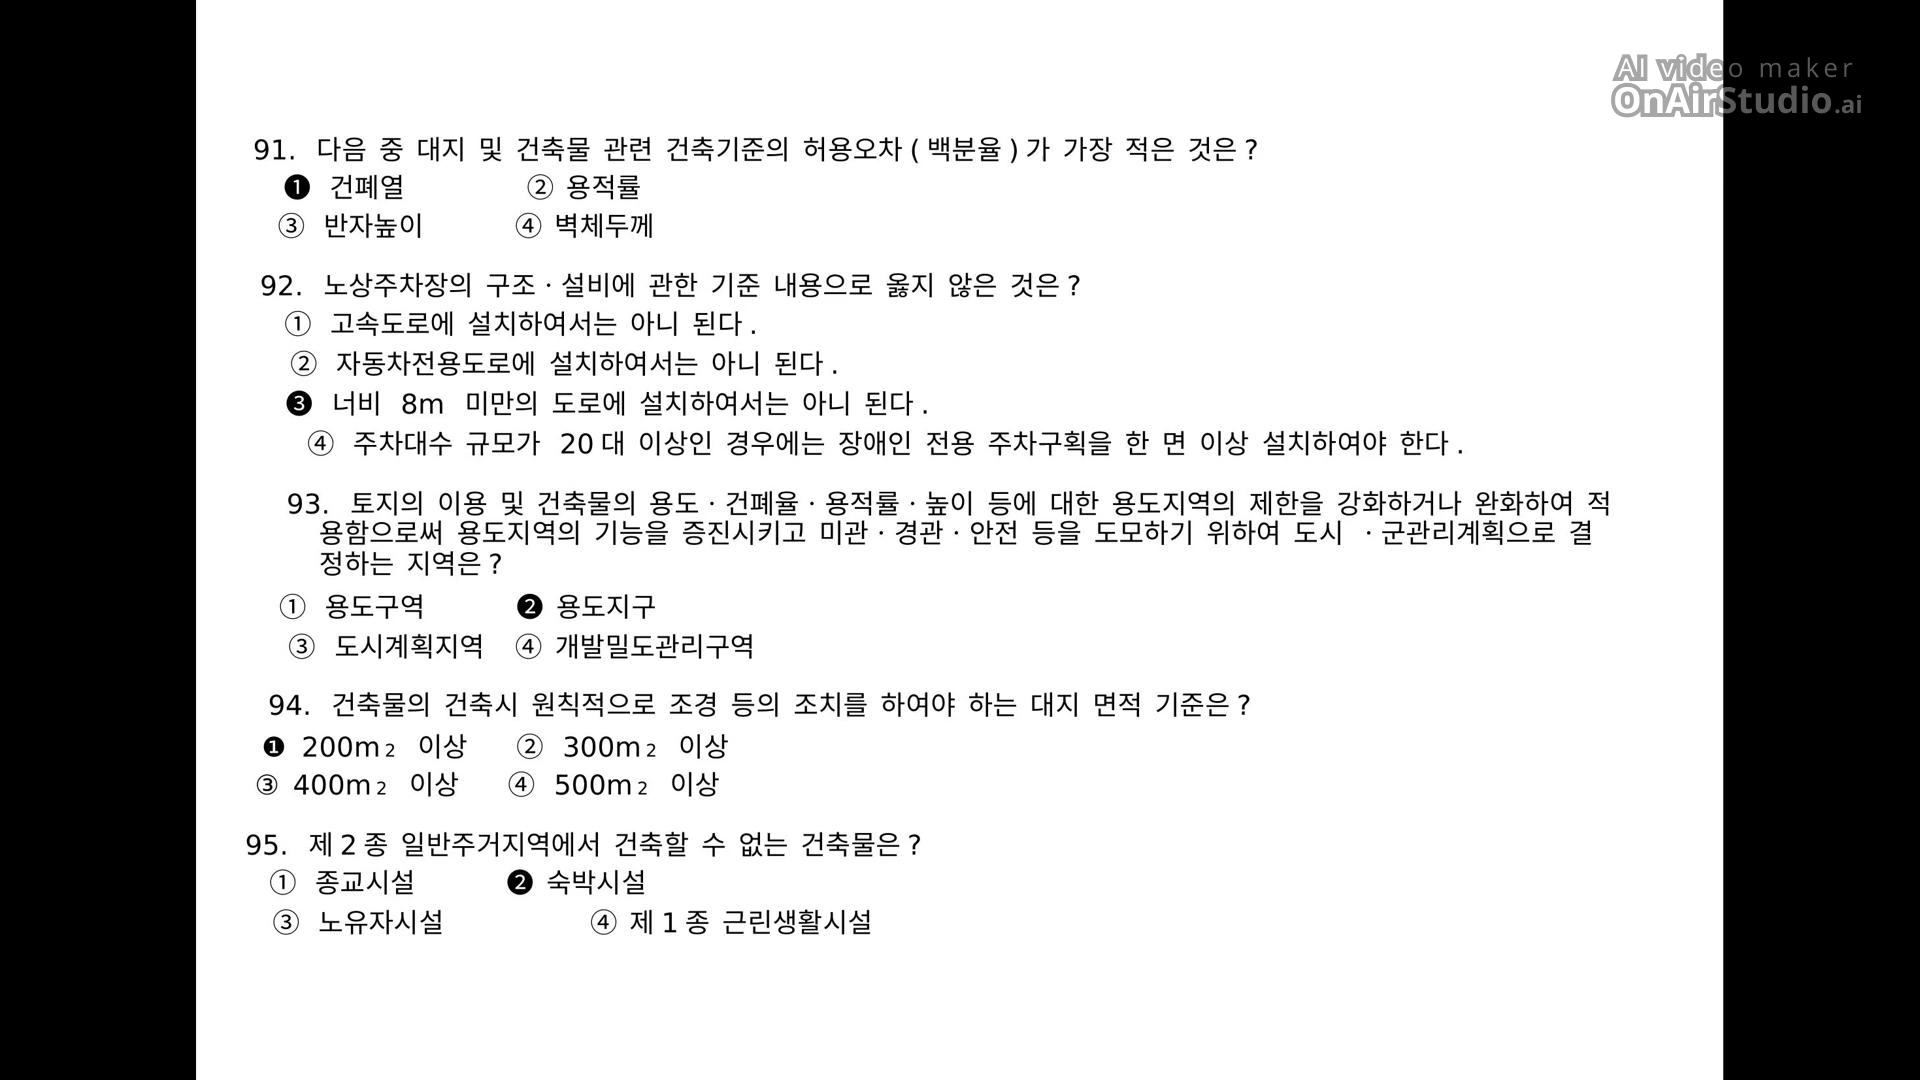 AI video maker
OnAirStudio.ai
91. 다음 중 대지 및 건축물 관련 건축기준의 허용오차 ( 백분율 ) 가 가장 적은 것은 ?
❶ 건폐열 ② 용적률
③ 반자높이 ④ 벽체두께
92. 노상주차장의 구조 · 설비에 관한 기준 내용으로 옳지 않은 것은 ?
① 고속도로에 설치하여서는 아니 된다 .
② 자동차전용도로에 설치하여서는 아니 된다 .
❸ 너비 8m 미만의 도로에 설치하여서는 아니 된다 .
④ 주차대수 규모가 20 대 이상인 경우에는 장애인 전용 주차구획을 한 면 이상 설치하여야 한다 .
93. 토지의 이용 및 건축물의 용도 · 건폐율 · 용적률 · 높이 등에 대한 용도지역의 제한을 강화하거나 완화하여 적
용함으로써 용도지역의 기능을 증진시키고 미관 · 경관 · 안전 등을 도모하기 위하여 도시 · 군관리계획으로 결
정하는 지역은 ?
① 용도구역 ❷ 용도지구
③ 도시계획지역 ④ 개발밀도관리구역
94. 건축물의 건축시 원칙적으로 조경 등의 조치를 하여야 하는 대지 면적 기준은 ?
❶ 200m2 이상 ② 300m2 이상
③ 400m2 이상 ④ 500m2 이상
95. 제 2 종 일반주거지역에서 건축할 수 없는 건축물은 ?
① 종교시설 ❷ 숙박시설
③ 노유자시설 ④ 제 1 종 근린생활시설